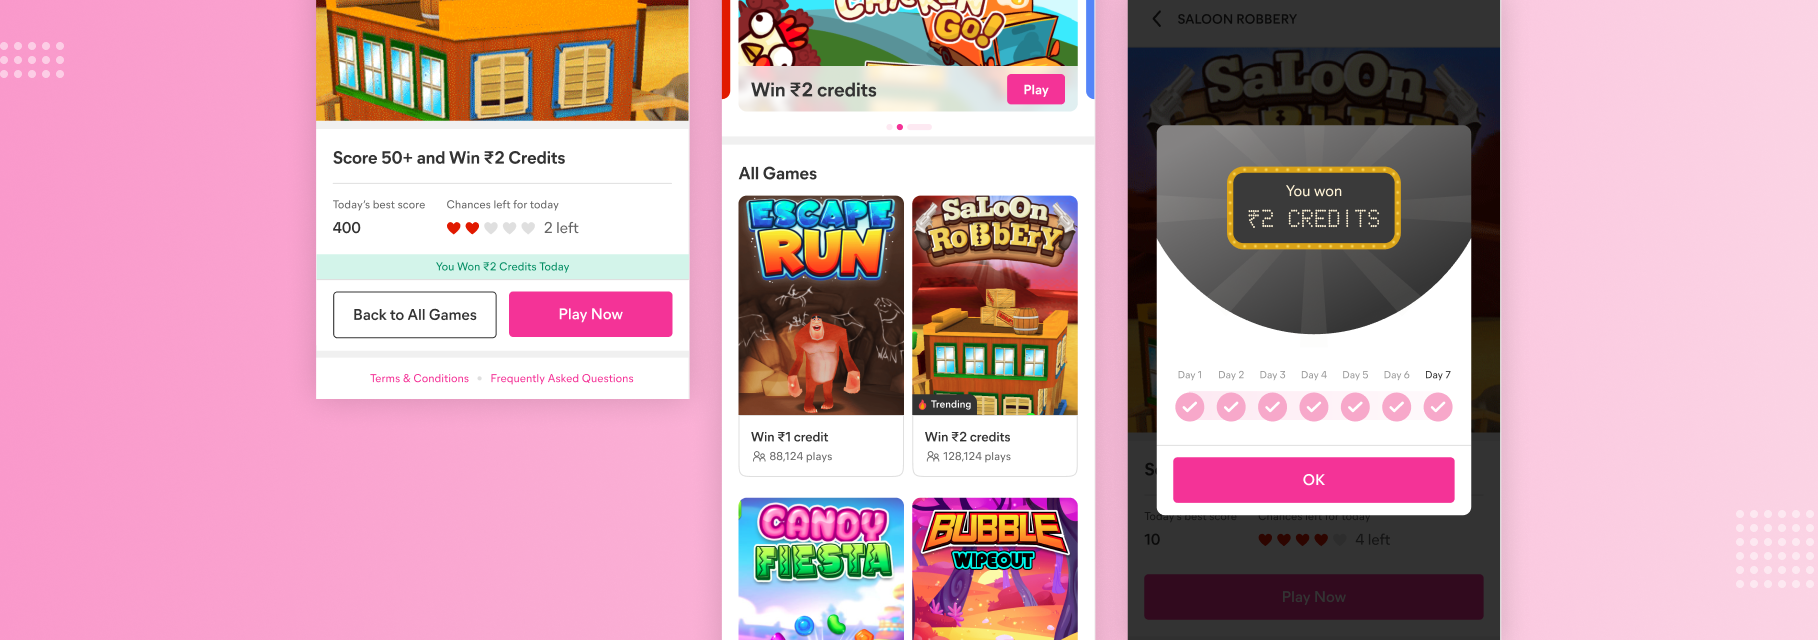 Score 50+ and Win ₹2 Credits
Today's best score
Chances left for today
400
2 left
You Won ₹2 Credits Today
Back to All Games
Play Now
Terms & Conditions
Frequently Asked Questions
CHICKEN
GO!
Win ₹2 credits
Play
All Games
ESCAPE
RUN
WANT
Win ₹1 credit
88,124 plays
SaLoOn
RoBbErY
Trending
Win ₹2 credits
128,124 plays
CANDY
FIESTA
BUBBLE
WIPEOUT
SALOON ROBBERY
SaLoOn
You won
₹2 CREDITS
Day 1 Day 2 Day 3 Day 4 Day 5 Day 6 Day 7
OK
Today's best score
Chances left for today
10
4 left
Play Now